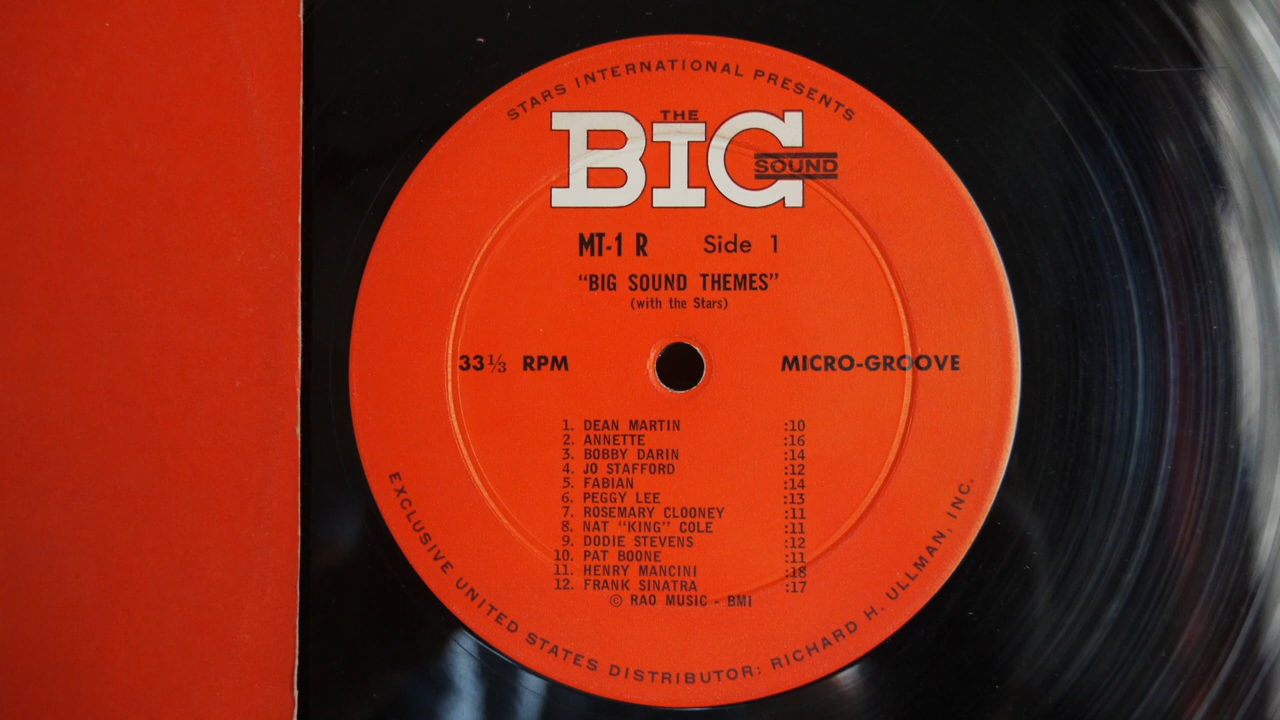 STARS INTERNATIONAL PRESENTS
THE
BIG
SOUND
MT-1 R Side 1
“BIG SOUND THEMES”
(with the Stars)
33⅓ RPM MICRO-GROOVE
1. DEAN MARTIN :10
2. ANNETTE :16
3. BOBBY DARIN :14
4. JO STAFFORD :12
5. FABIAN :14
6. PEGGY LEE :13
7. ROSEMARY CLOONEY :11
8. NAT “KING” COLE :11
9. DODIE STEVENS :12
10. PAT BOONE :11
11. HENRY MANCINI :18
12. FRANK SINATRA :17
© RAO MUSIC - BMI
EXCLUSIVE UNITED STATES DISTRIBUTOR: RICHARD H. ULLMAN, INC.